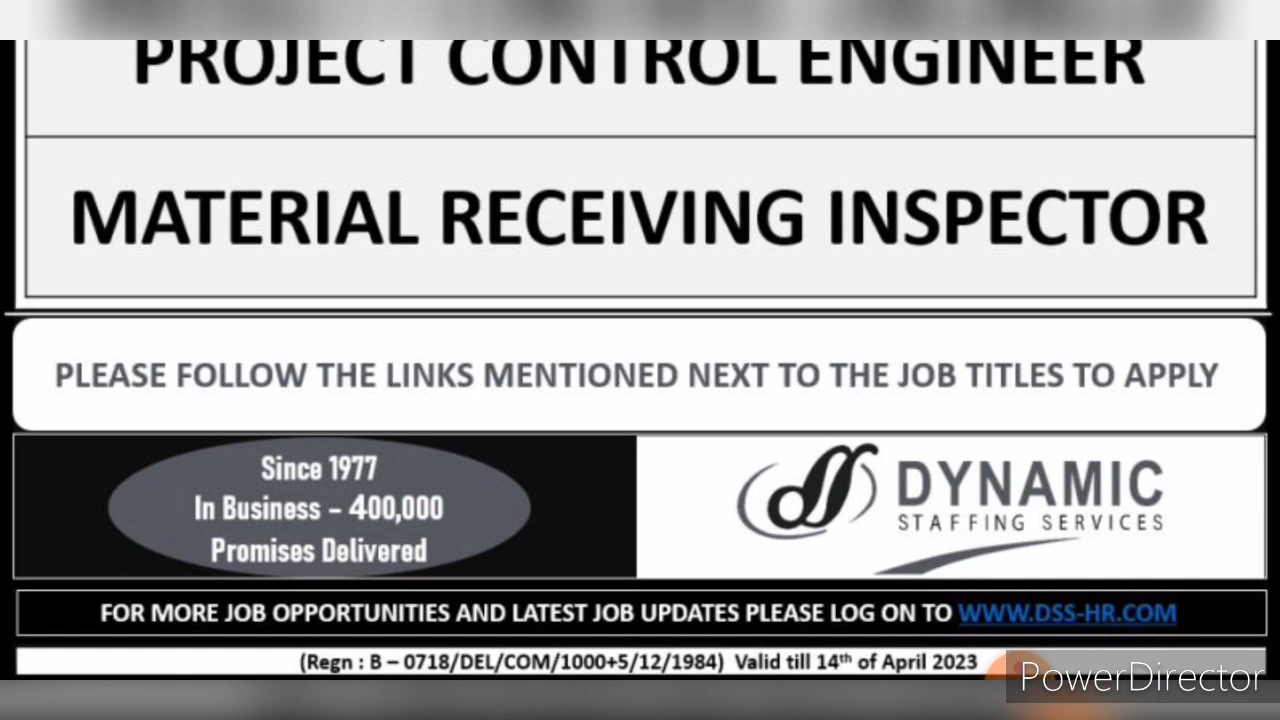 PROJECT CONTROL ENGINEER
MATERIAL RECEIVING INSPECTOR
PLEASE FOLLOW THE LINKS MENTIONED NEXT TO THE JOB TITLES TO APPLY
Since 1977
In Business – 400,000
Promises Delivered
dss DYNAMIC
STAFFING SERVICES
FOR MORE JOB OPPORTUNITIES AND LATEST JOB UPDATES PLEASE LOG ON TO WWW.DSS-HR.COM
(Regn : B – 0718/DEL/COM/1000+5/12/1984) Valid till 14th of April 2023
PowerDirector